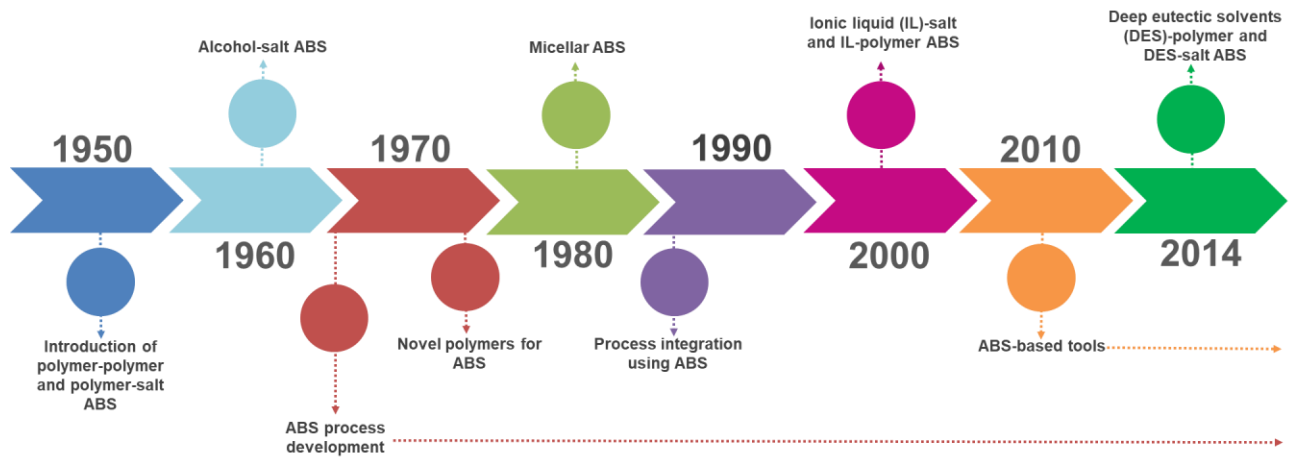 Alcohol-salt ABS
Micellar ABS
Ionic liquid (IL)-salt
and IL-polymer ABS
Deep eutectic solvents
(DES)-polymer and
DES-salt ABS
1950
1970
1990
2010
1960
1980
2000
2014
Introduction of
polymer-polymer
and polymer-salt
ABS
ABS process
development
Novel polymers for
ABS
Process integration
using ABS
ABS-based tools